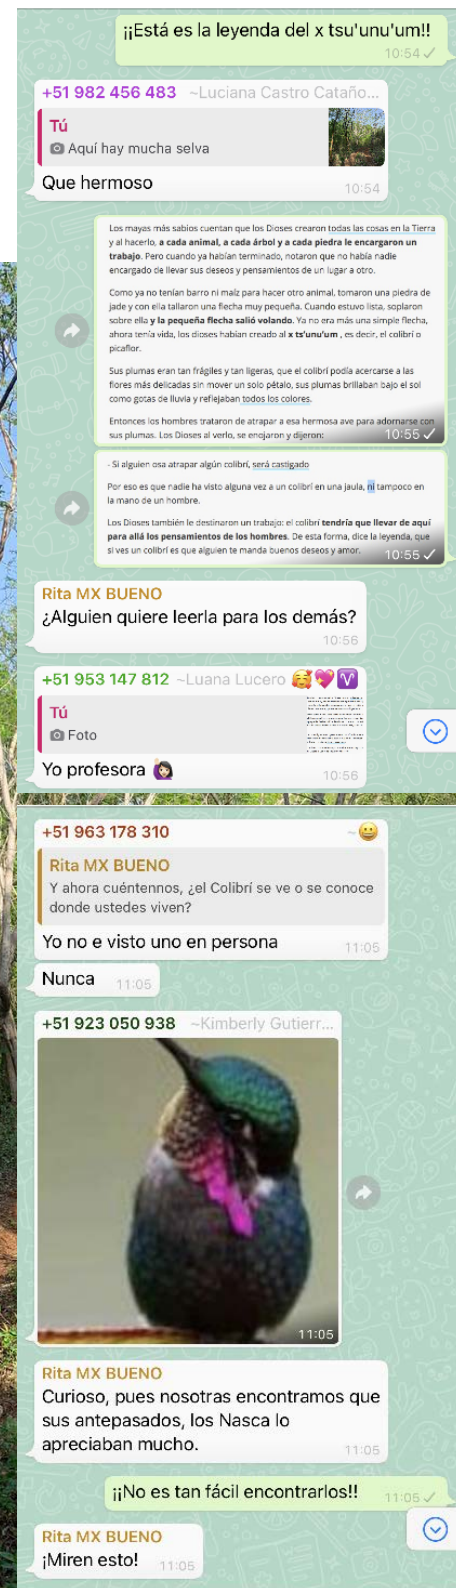 ¡¡Está es la leyenda del x tsu'unu'um!!
10:54
+51 982 456 483 ~Luciana Castro Cataño...
Tú
Aquí hay mucha selva
Que hermoso
10:54
Los mayas más sabios cuentan que los Dioses crearon todas las cosas en la Tierra
y al hacerlo, a cada animal, a cada árbol y a cada piedra le encargaron un
trabajo. Pero cuando ya habían terminado, notaron que no había nadie
encargado de llevar sus deseos y pensamientos de un lugar a otro.
Como ya no tenían barro ni maíz para hacer otro animal, tomaron una piedra de
jade y con ella tallaron una flecha muy pequeña. Cuando estuvo lista, soplaron
sobre ella y la pequeña flecha salió volando. Ya no era más una simple flecha,
ahora tenía vida, los dioses habían creado al x ts'unu'um , es decir, el colibrí o
picaflor.
Sus plumas eran tan frágiles y tan ligeras, que el colibrí podía acercarse a las
flores más delicadas sin mover un solo pétalo, sus plumas brillaban bajo el sol
como gotas de lluvia y reflejaban todos los colores.
Entonces los hombres trataron de atrapar a esa hermosa ave para adornarse con
sus plumas. Los Dioses al verlo, se enojaron y dijeron:
10:55
- Si alguien osa atrapar algún colibrí, será castigado
Por eso es que nadie ha visto alguna vez a un colibrí en una jaula, ni tampoco en
la mano de un hombre.
Los Dioses también le destinaron un trabajo: el colibrí tendría que llevar de aquí
para allá los pensamientos de los hombres. De esta forma, dice la leyenda, que
si ves un colibrí es que alguien te manda buenos deseos y amor.
10:55
Rita MX BUENO
¿Alguien quiere leerla para los demás?
10:56
+51 953 147 812 ~Luana Lucero 🥰💖♈
Tú
Foto
Yo profesora 🙋🏻‍♀️
10:56
+51 963 178 310 ~😀
Rita MX BUENO
Y ahora cuéntennos, ¿el Colibrí se ve o se conoce
donde ustedes viven?
Yo no e visto uno en persona
11:05
Nunca 11:05
+51 923 050 938 ~Kimberly Gutierr...
11:05
Rita MX BUENO
Curioso, pues nosotras encontramos que
sus antepasados, los Nasca lo
apreciaban mucho.
11:05
¡¡No es tan fácil encontrarlos!! 11:05
Rita MX BUENO
¡Miren esto! 11:05